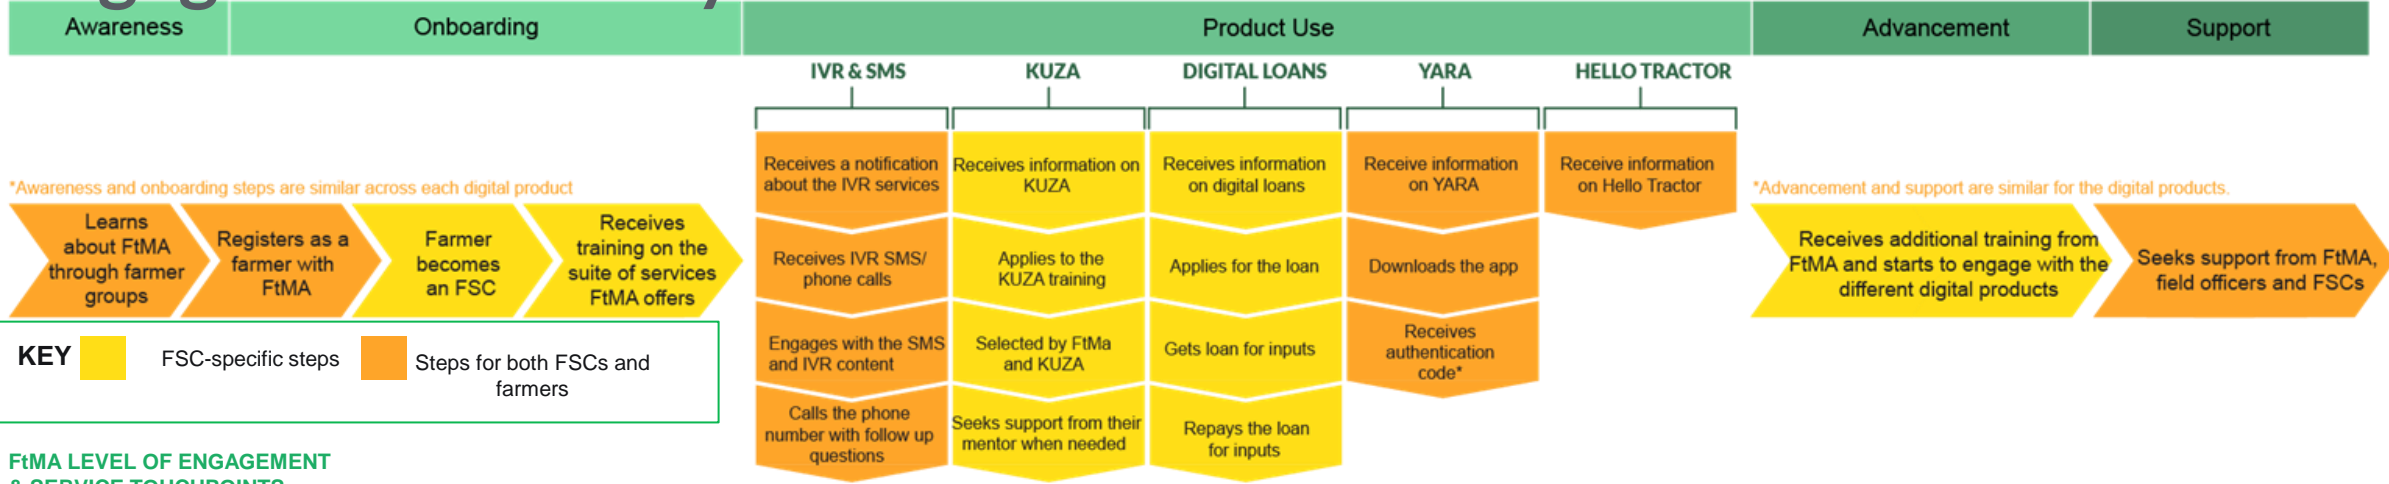 Awareness
Onboarding
Product Use
Advancement
Support
IVR & SMS
KUZA
DIGITAL LOANS
YARA
HELLO TRACTOR
*Awareness and onboarding steps are similar across each digital product
Learns
about FtMA
through farmer
groups
Registers as a
farmer with
FtMA
Farmer
becomes
an FSC
Receives
training on the
suite of services
FtMA offers
Receives a notification
about the IVR services
Receives IVR SMS/
phone calls
Engages with the SMS
and IVR content
Calls the phone
number with follow up
questions
Receives information on
KUZA
Applies to the
KUZA training
Selected by FtMa
and KUZA
Seeks support from their
mentor when needed
Receives information
on digital loans
Applies for the loan
Gets loan for inputs
Repays the loan
for inputs
Receive information
on YARA
Downloads the app
Receives
authentication
code*
Receive information
on Hello Tractor
*Advancement and support are similar for the digital products.
Receives additional training from
FtMA and starts to engage with the
different digital products
Seeks support from FtMA,
field officers and FSCs
KEY
FSC-specific steps
Steps for both FSCs and
farmers
FtMA LEVEL OF ENGAGEMENT
& SERVICE TOUCHPOINTS